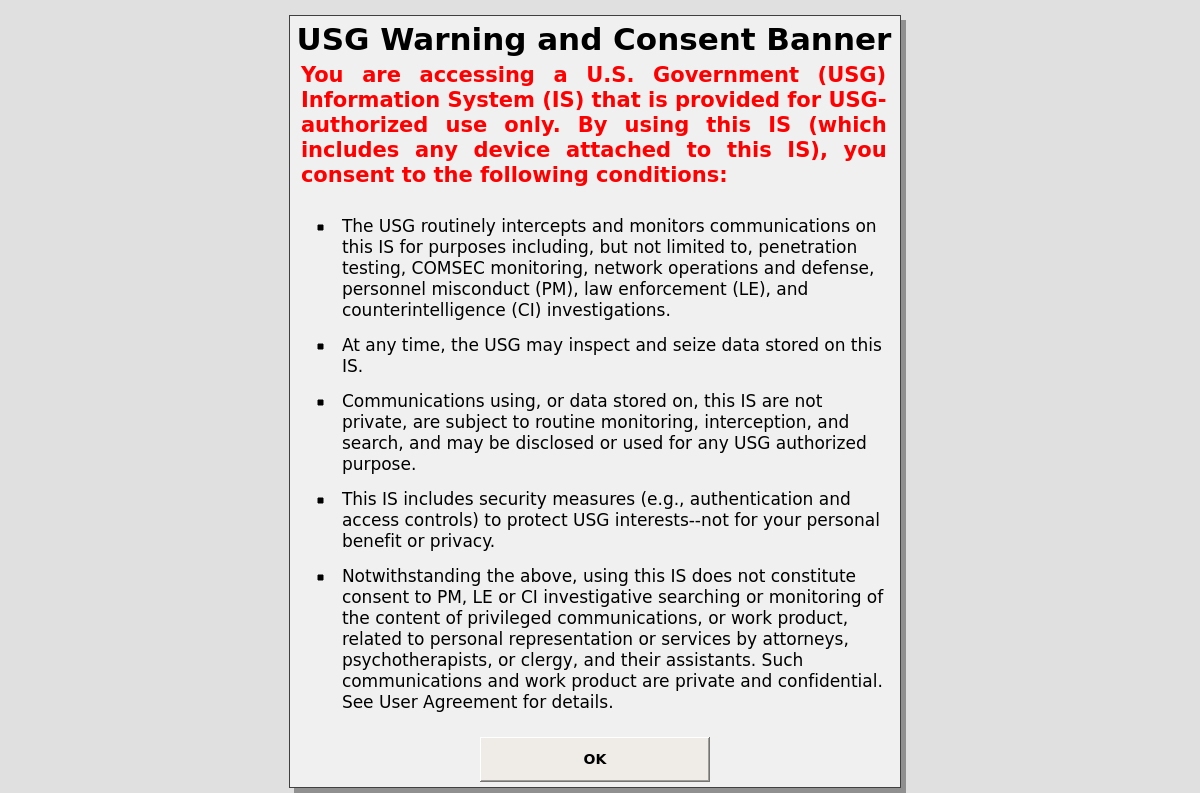 USG Warning and Consent Banner
You are accessing a U.S. Government (USG)
Information System (IS) that is provided for USG-
authorized use only. By using this IS (which
includes any device attached to this IS), you
consent to the following conditions:
▪ The USG routinely intercepts and monitors communications on
this IS for purposes including, but not limited to, penetration
testing, COMSEC monitoring, network operations and defense,
personnel misconduct (PM), law enforcement (LE), and
counterintelligence (CI) investigations.
▪ At any time, the USG may inspect and seize data stored on this
IS.
▪ Communications using, or data stored on, this IS are not
private, are subject to routine monitoring, interception, and
search, and may be disclosed or used for any USG authorized
purpose.
▪ This IS includes security measures (e.g., authentication and
access controls) to protect USG interests--not for your personal
benefit or privacy.
▪ Notwithstanding the above, using this IS does not constitute
consent to PM, LE or CI investigative searching or monitoring of
the content of privileged communications, or work product,
related to personal representation or services by attorneys,
psychotherapists, or clergy, and their assistants. Such
communications and work product are private and confidential.
See User Agreement for details.
OK